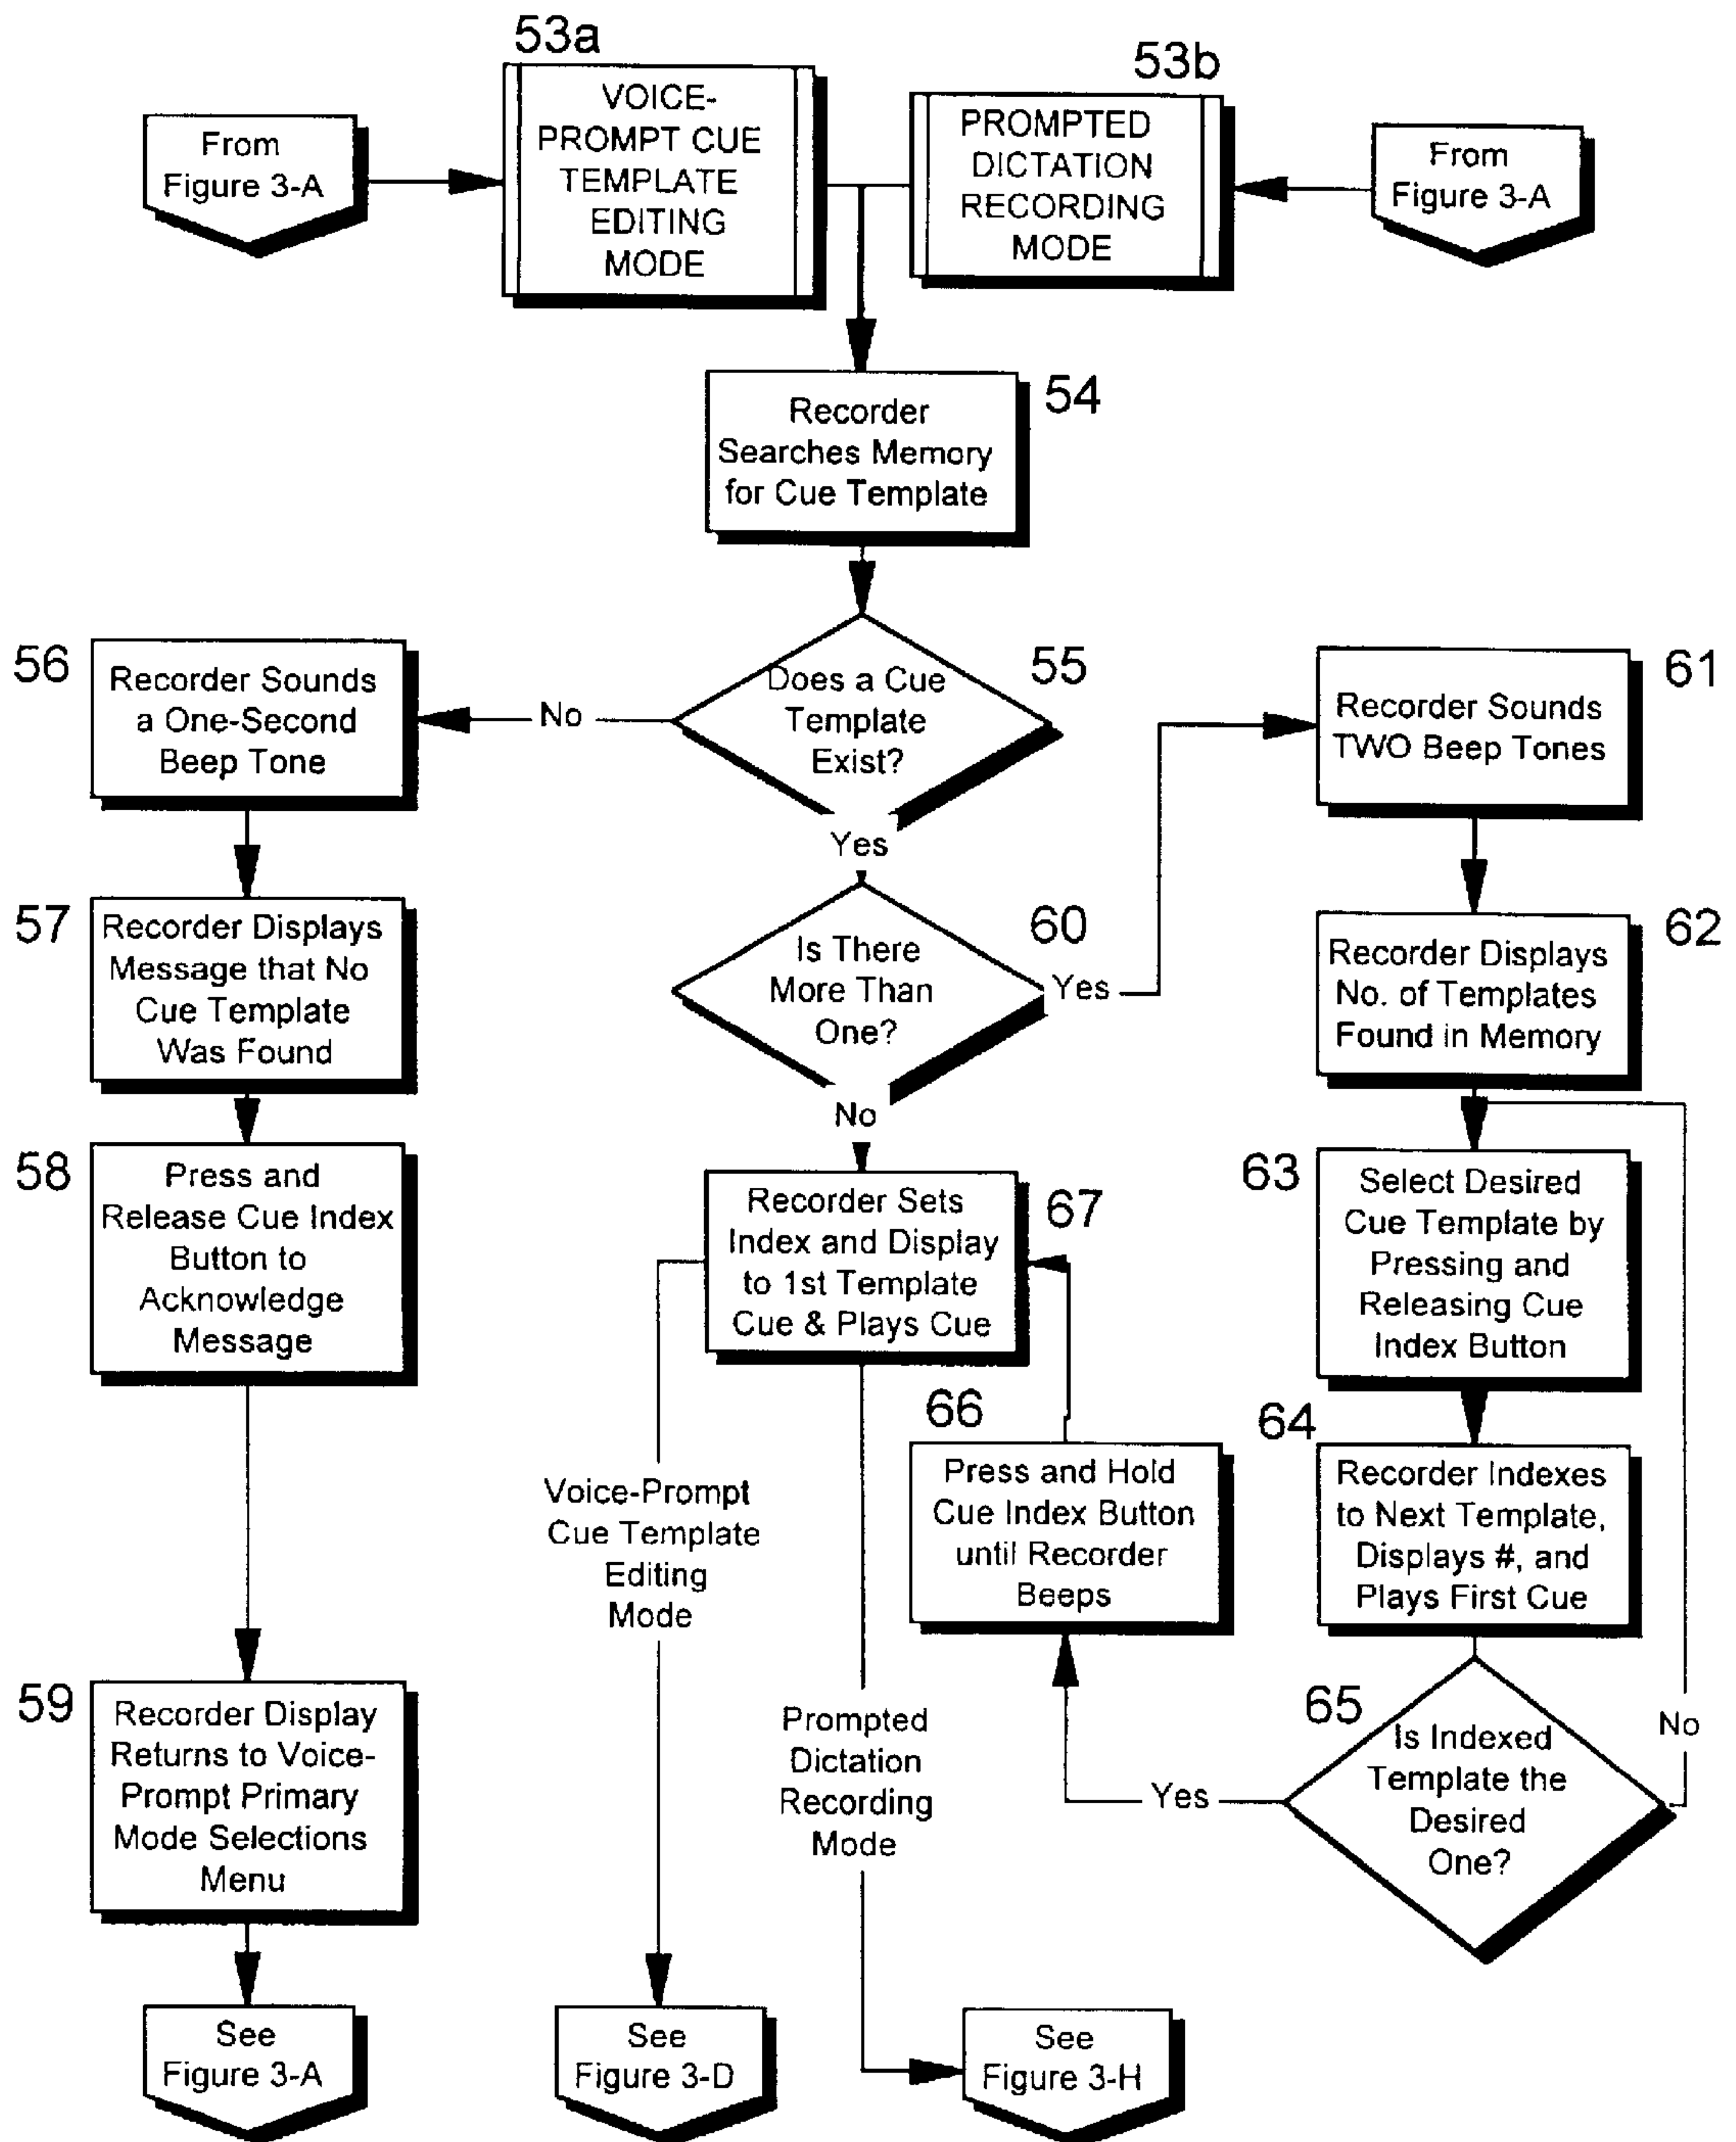 53a
VOICE-
PROMPT CUE
TEMPLATE
EDITING
MODE
53b
PROMPTED
DICTATION
RECORDING
MODE
From
Figure 3-A
From
Figure 3-A
54
Recorder
Searches Memory
for Cue Template
55
Does a Cue
Template
Exist?
No
Yes
56
Recorder Sounds
a One-Second
Beep Tone
57
Recorder Displays
Message that No
Cue Template
Was Found
58
Press and
Release Cue Index
Button to
Acknowledge
Message
59
Recorder Display
Returns to Voice-
Prompt Primary
Mode Selections
Menu
See
Figure 3-A
60
Is There
More Than
One?
Yes
No
61
Recorder Sounds
TWO Beep Tones
62
Recorder Displays
No. of Templates
Found in Memory
63
Select Desired
Cue Template by
Pressing and
Releasing Cue
Index Button
64
Recorder Indexes
to Next Template,
Displays #, and
Plays First Cue
65
Is Indexed
Template the
Desired
One?
No
Yes
66
Press and Hold
Cue Index Button
until Recorder
Beeps
67
Recorder Sets
Index and Display
to 1st Template
Cue & Plays Cue
Voice-Prompt
Cue Template
Editing
Mode
Prompted
Dictation
Recording
Mode
See
Figure 3-D
See
Figure 3-H